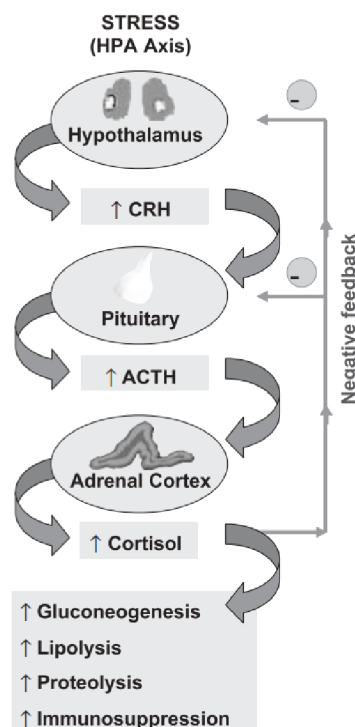 STRESS
(HPA Axis)
-
Hypothalamus
↑ CRH
-
Pituitary
↑ ACTH
Adrenal Cortex
↑ Cortisol
Negative feedback
↑ Gluconeogenesis
↑ Lipolysis
↑ Proteolysis
↑ Immunosuppression